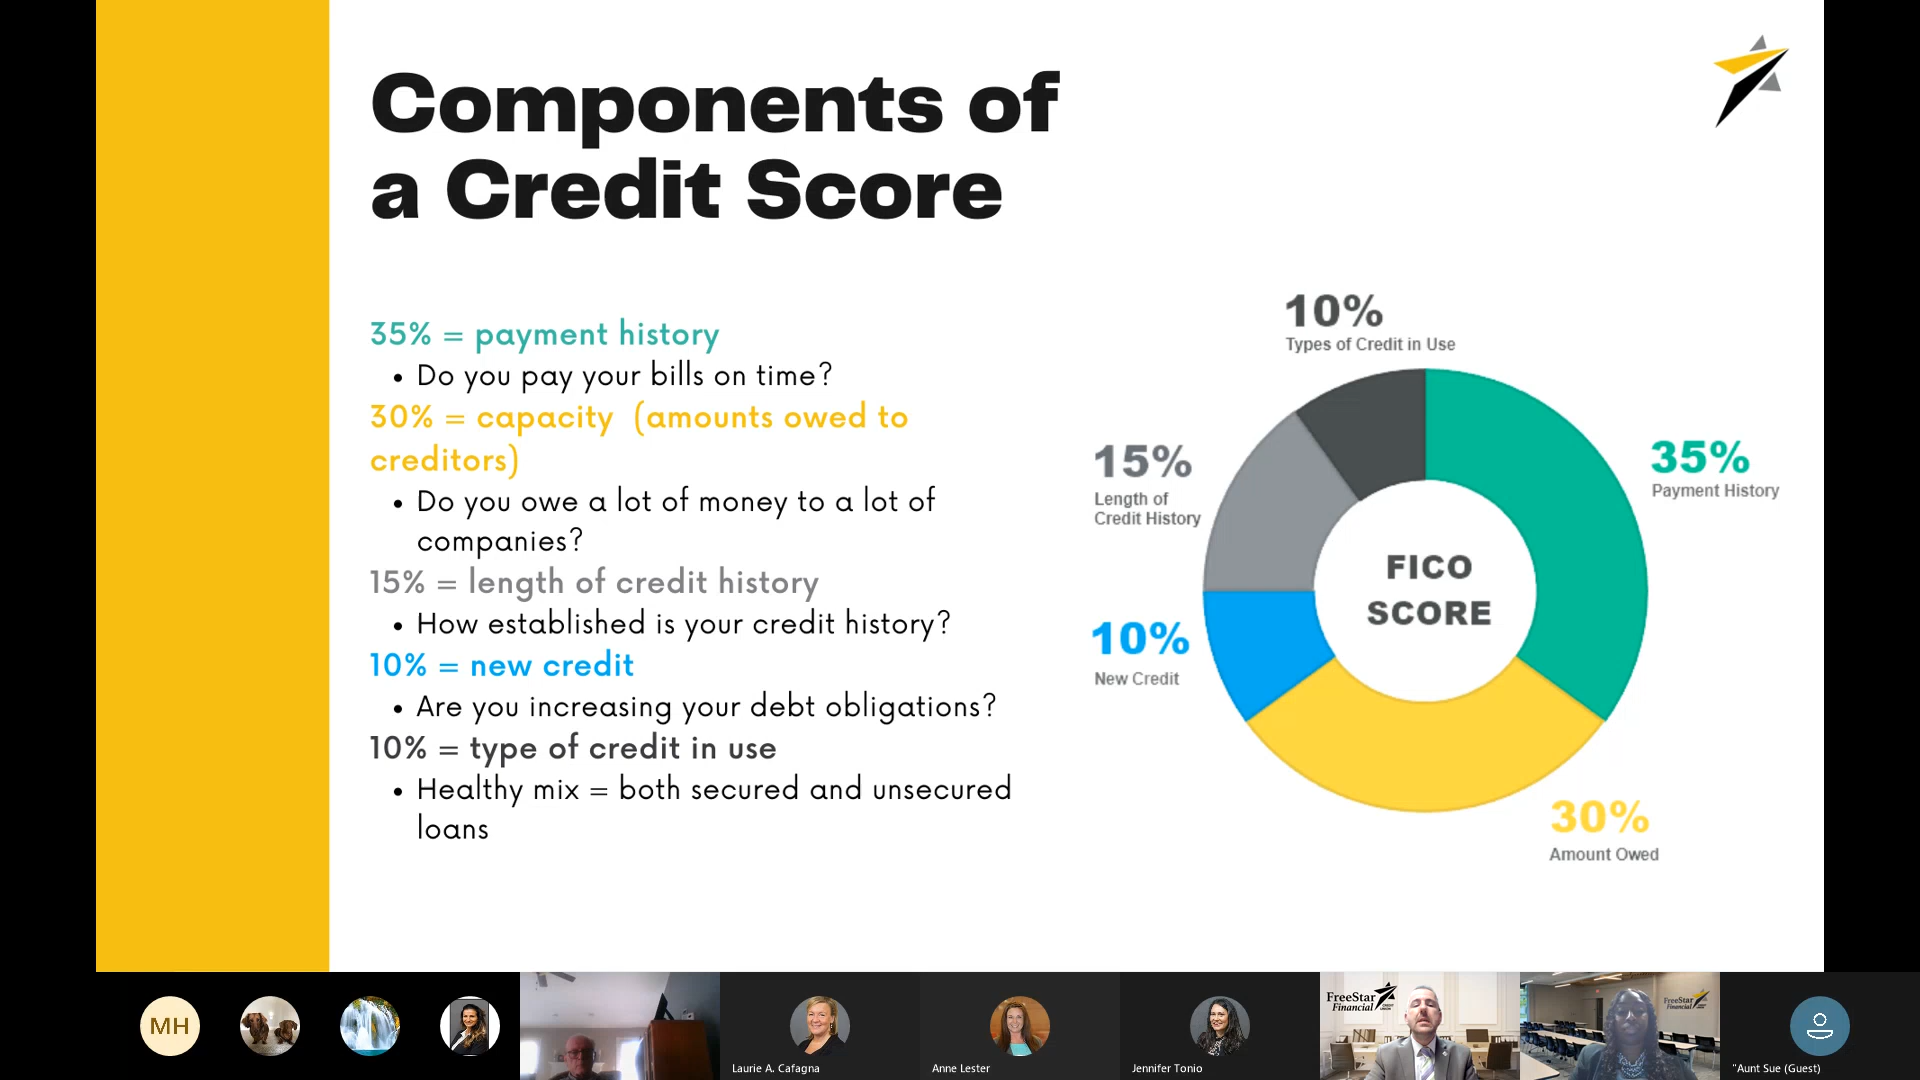 Components of
a Credit Score
35% = payment history
• Do you pay your bills on time?
30% = capacity (amounts owed to
creditors)
• Do you owe a lot of money to a lot of
companies?
15% = length of credit history
• How established is your credit history?
10% = new credit
• Are you increasing your debt obligations?
10% = type of credit in use
• Healthy mix = both secured and unsecured
loans
10%
Types of Credit in Use
35%
Payment History
15%
Length of
Credit History
FICO
SCORE
10%
New Credit
30%
Amount Owed
MH
Laurie A. Cafagna
Anne Lester
Jennifer Tonio
FreeStar
Financial
FreeStar
Financial
"Aunt Sue (Guest)